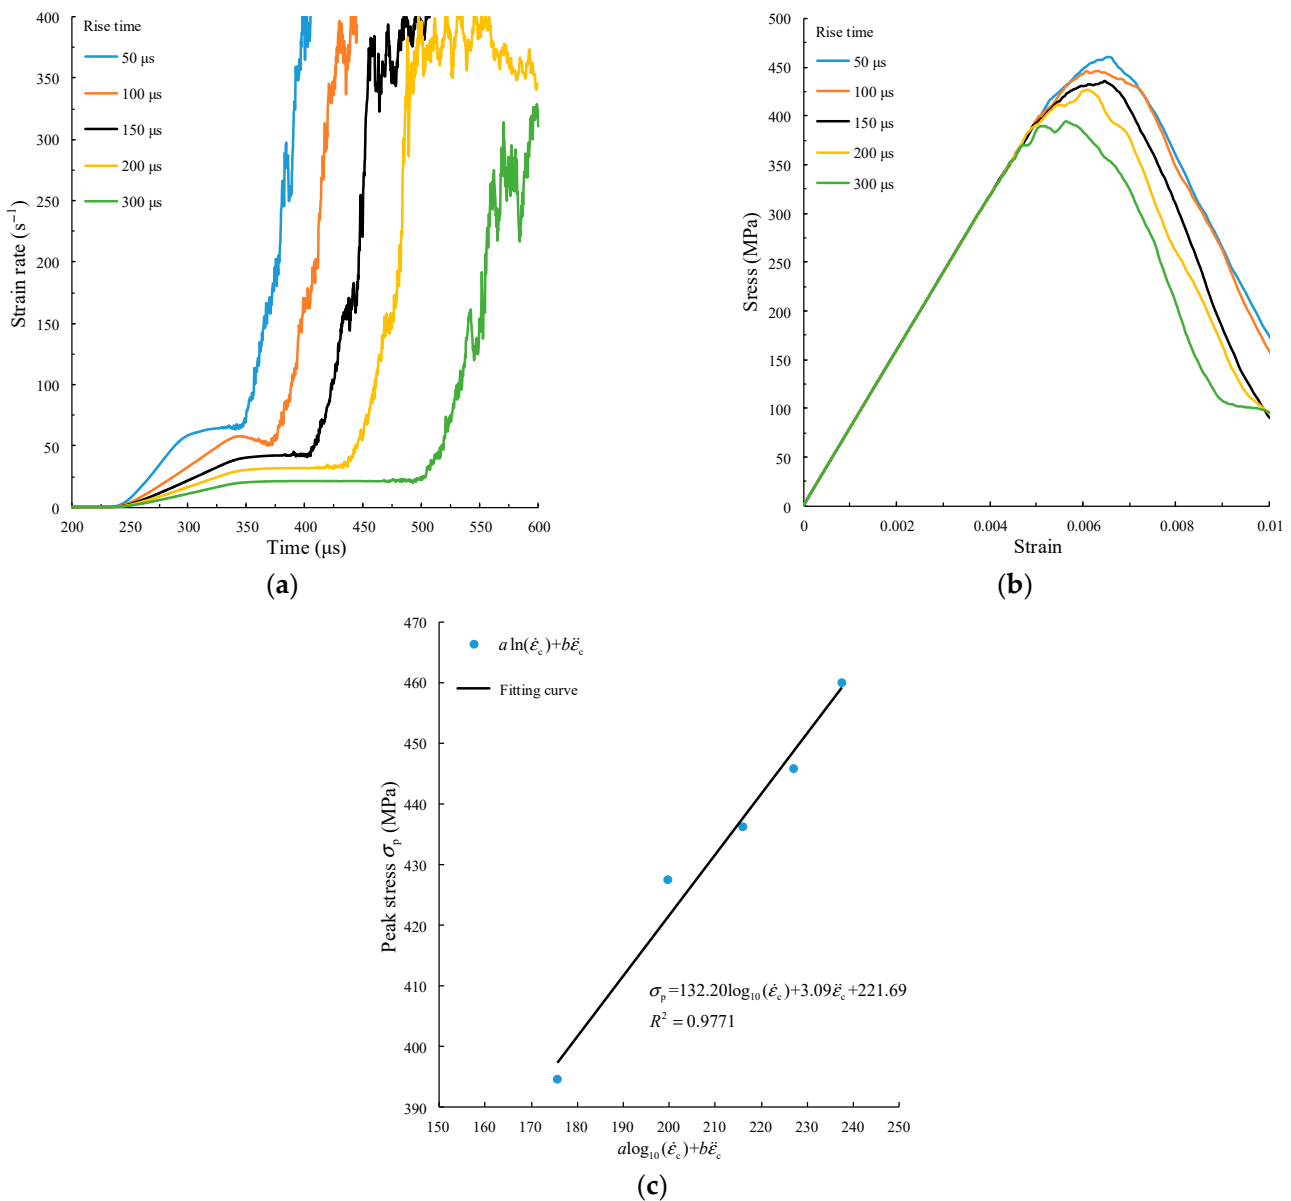 Rise time
50 μs
100 μs
150 μs
200 μs
300 μs
400
350
300
250
200
150
100
50
0
200 250 300 350 400 450 500 550 600
Strain rate (s⁻¹)
Time (μs)
(a)
Rise time
50 μs
100 μs
150 μs
200 μs
300 μs
500
450
400
350
300
250
200
150
100
50
0
0 0.002 0.004 0.006 0.008 0.01
Sress (MPa)
Strain
(b)
a ln(ε̇c)+bε̈c
Fitting curve
470
460
450
440
430
420
410
400
390
150 160 170 180 190 200 210 220 230 240 250
Peak stress σp (MPa)
σp=132.20log10(ε̇c)+3.09ε̈c+221.69
R² = 0.9771
alog10(ε̇c)+bε̈c
(c)